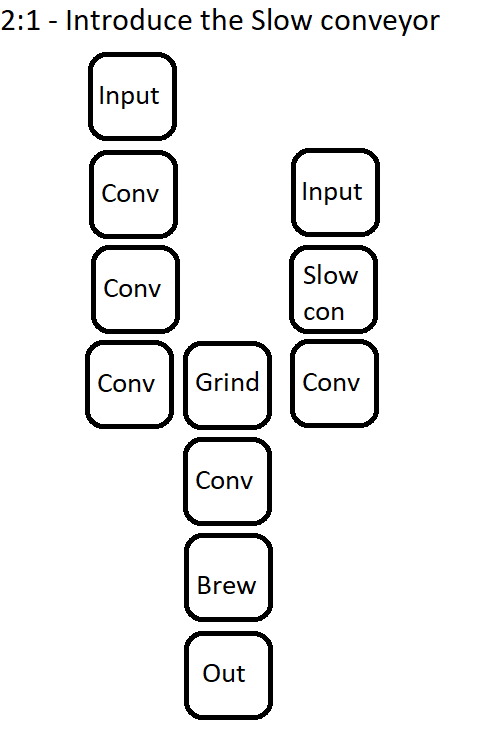 2:1 - Introduce the Slow conveyor
Input
Conv
Input
Conv
Slow
con
Conv
Grind
Conv
Conv
Brew
Out